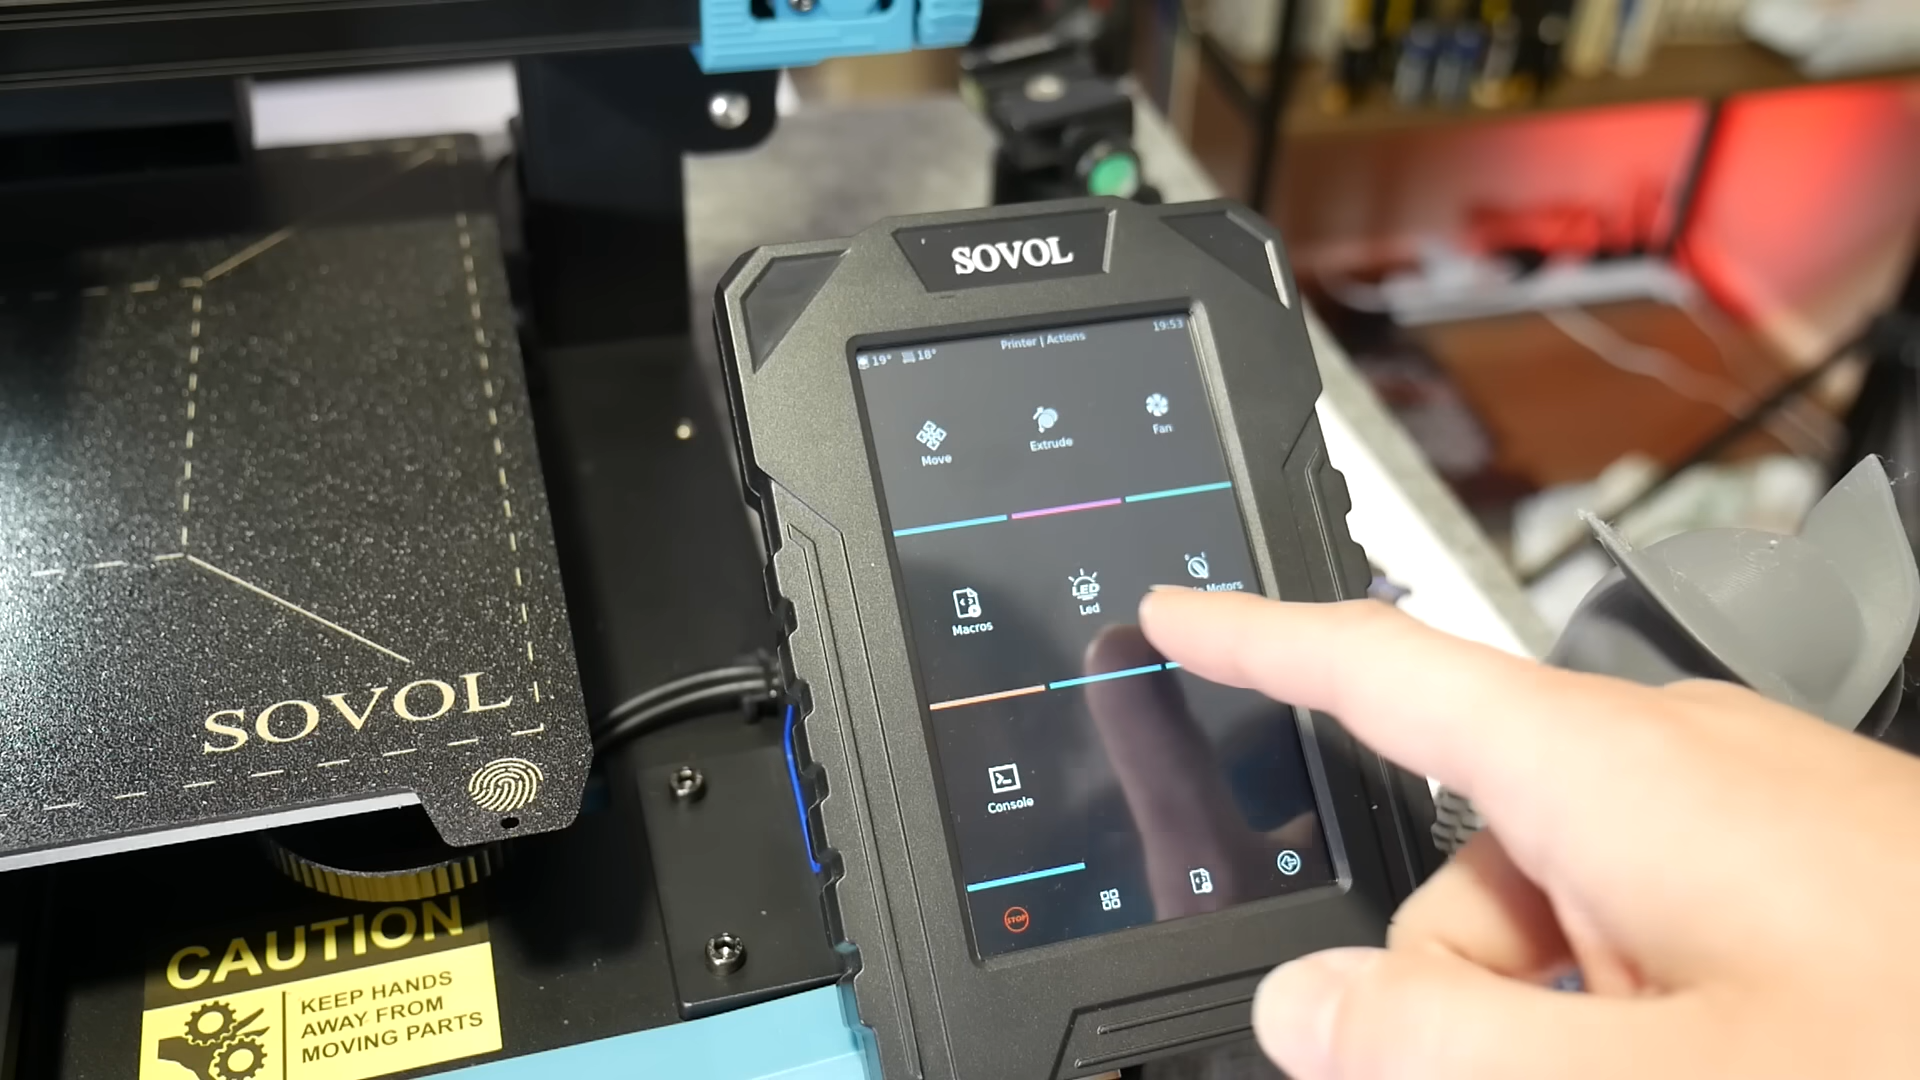 SOVOL
19:53
Printer | Actions
19° 18°
Move
Extrude
Fan
Macros
LED
Led
Motors
Console
STOP
SOVOL
CAUTION
KEEP HANDS
AWAY FROM
MOVING PARTS